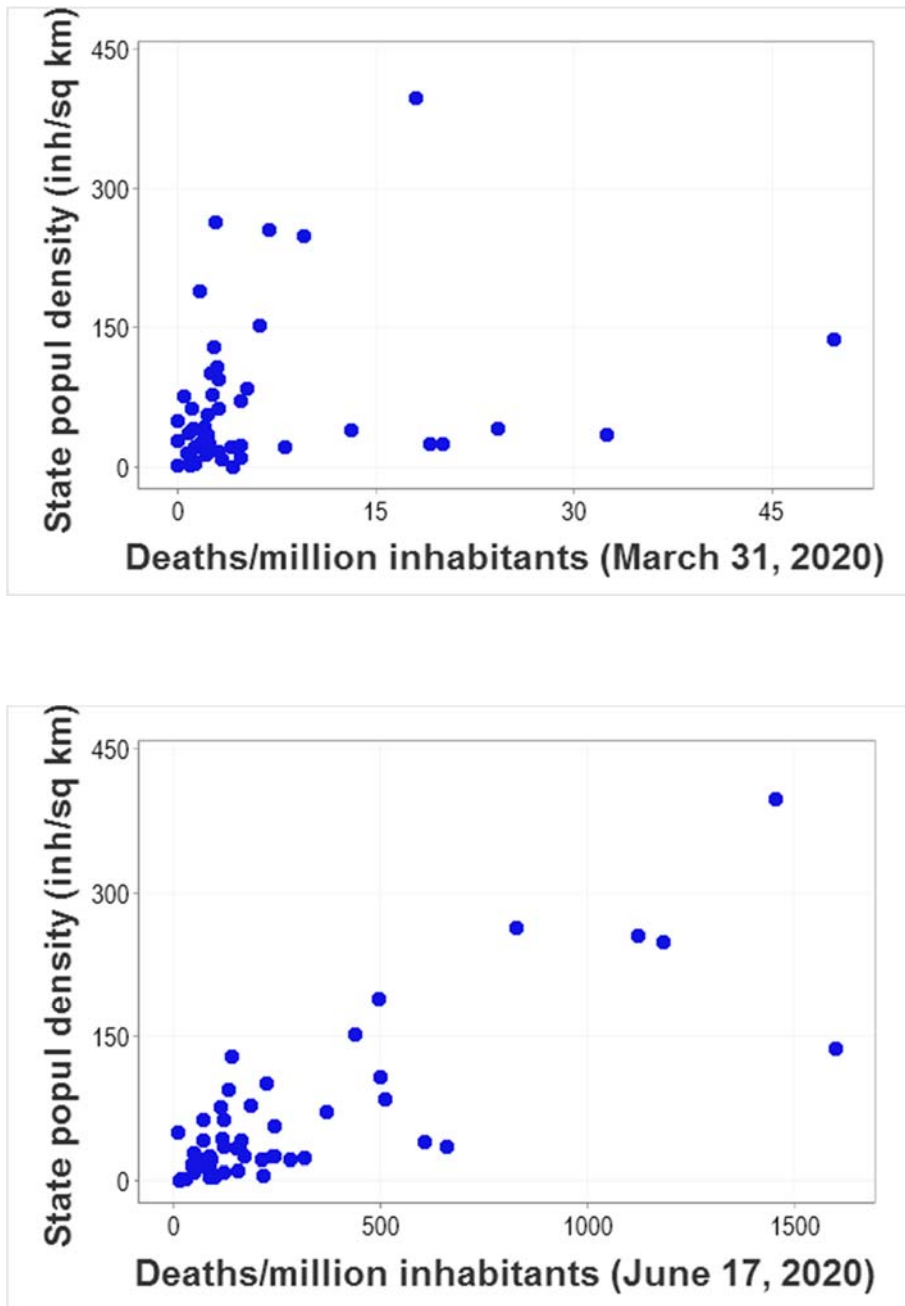 State popul density (inh/sq km)
450
300
150
0
0 15 30 45
Deaths/million inhabitants (March 31, 2020)
State popul density (inh/sq km)
450
300
150
0
0 500 1000 1500
Deaths/million inhabitants (June 17, 2020)